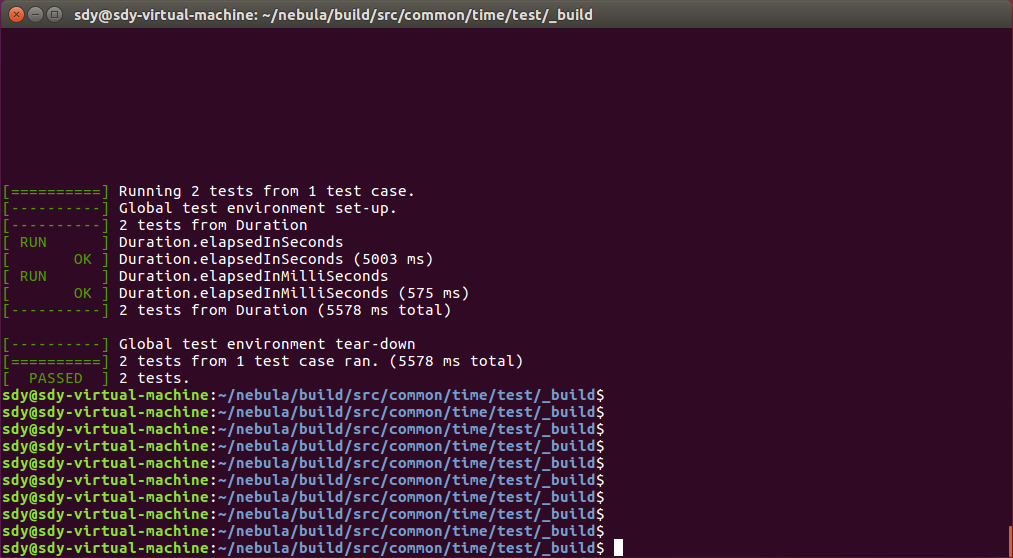 sdy@sdy-virtual-machine: ~/nebula/build/src/common/time/test/_build
[==========] Running 2 tests from 1 test case.
[----------] Global test environment set-up.
[----------] 2 tests from Duration
[ RUN      ] Duration.elapsedInSeconds
[       OK ] Duration.elapsedInSeconds (5003 ms)
[ RUN      ] Duration.elapsedInMilliSeconds
[       OK ] Duration.elapsedInMilliSeconds (575 ms)
[----------] 2 tests from Duration (5578 ms total)

[----------] Global test environment tear-down
[==========] 2 tests from 1 test case ran. (5578 ms total)
[  PASSED  ] 2 tests.
sdy@sdy-virtual-machine:~/nebula/build/src/common/time/test/_build$
sdy@sdy-virtual-machine:~/nebula/build/src/common/time/test/_build$
sdy@sdy-virtual-machine:~/nebula/build/src/common/time/test/_build$
sdy@sdy-virtual-machine:~/nebula/build/src/common/time/test/_build$
sdy@sdy-virtual-machine:~/nebula/build/src/common/time/test/_build$
sdy@sdy-virtual-machine:~/nebula/build/src/common/time/test/_build$
sdy@sdy-virtual-machine:~/nebula/build/src/common/time/test/_build$
sdy@sdy-virtual-machine:~/nebula/build/src/common/time/test/_build$
sdy@sdy-virtual-machine:~/nebula/build/src/common/time/test/_build$
sdy@sdy-virtual-machine:~/nebula/build/src/common/time/test/_build$